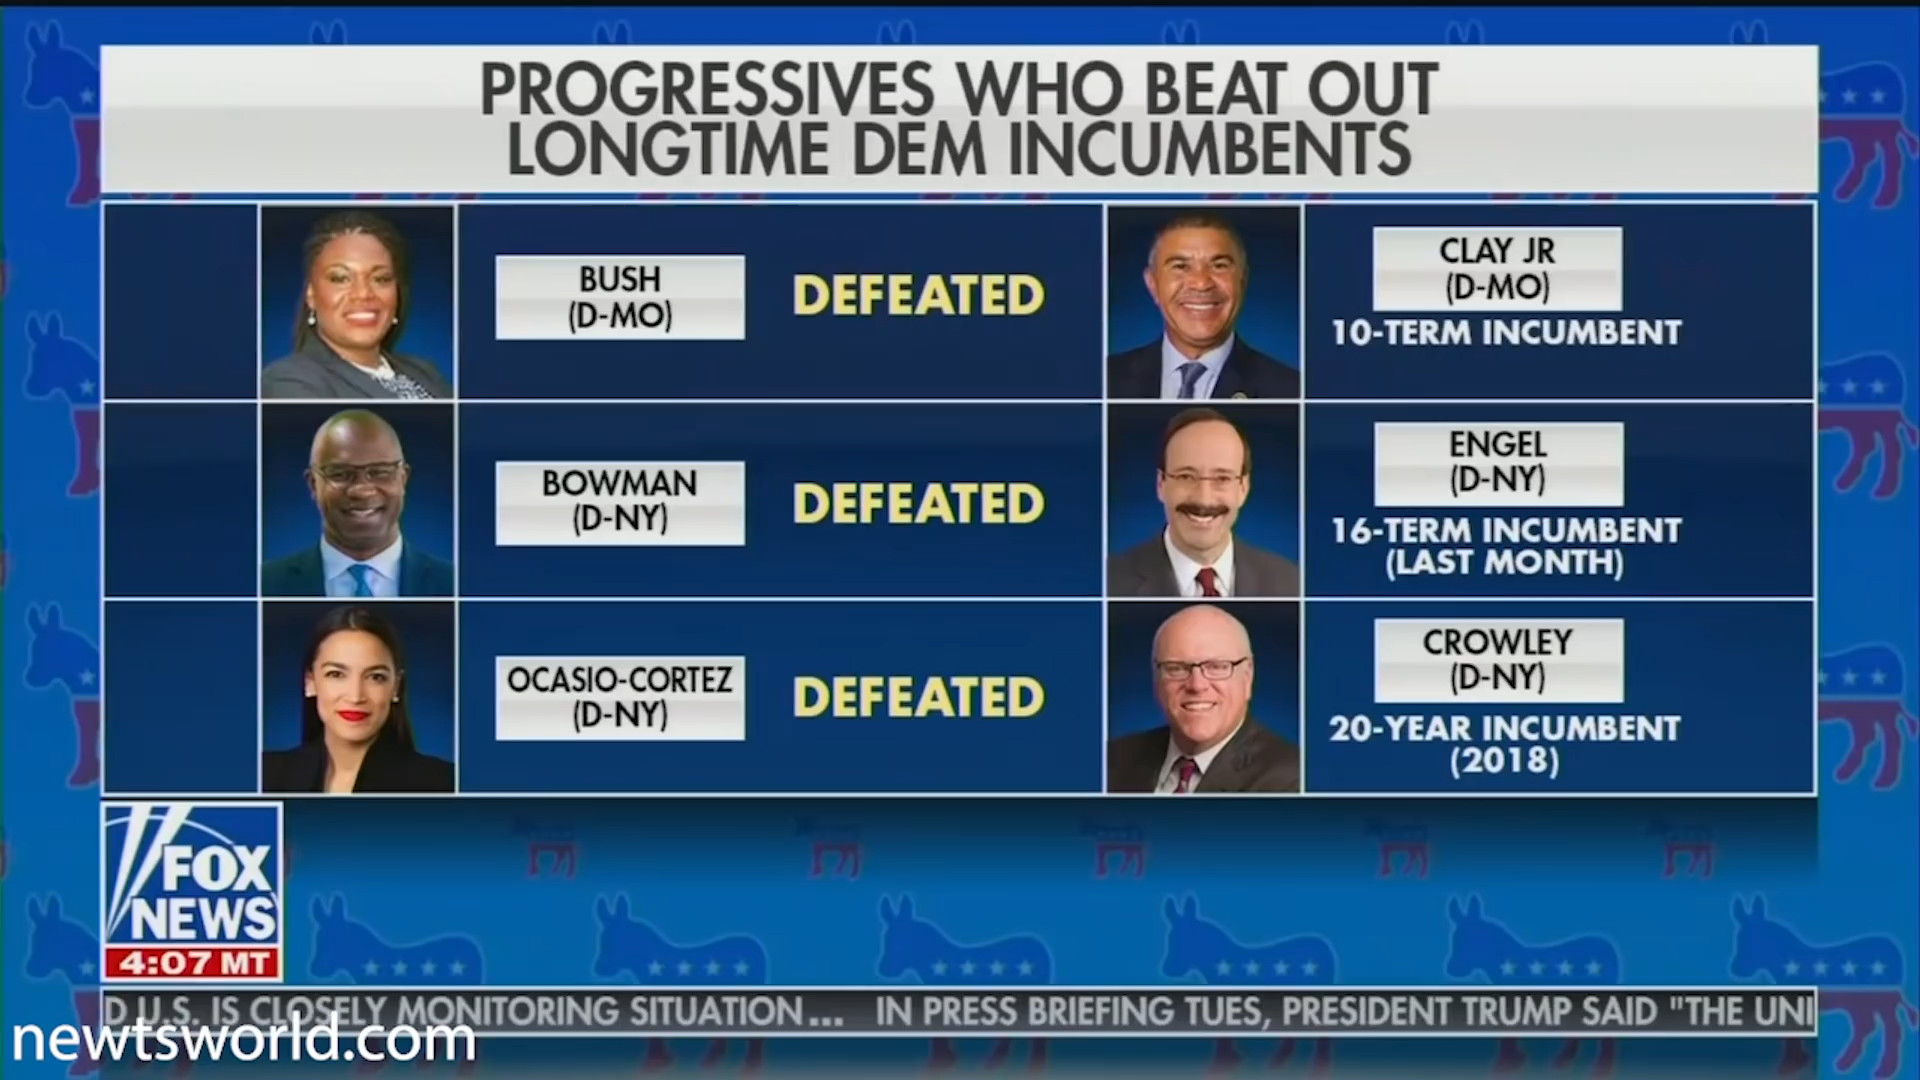 PROGRESSIVES WHO BEAT OUT
LONGTIME DEM INCUMBENTS
BUSH
(D-MO)
DEFEATED
CLAY JR
(D-MO)
10-TERM INCUMBENT
BOWMAN
(D-NY)
DEFEATED
ENGEL
(D-NY)
16-TERM INCUMBENT
(LAST MONTH)
OCASIO-CORTEZ
(D-NY)
DEFEATED
CROWLEY
(D-NY)
20-YEAR INCUMBENT
(2018)
FOX
NEWS
4:07 MT
D U.S. IS CLOSELY MONITORING SITUATION... IN PRESS BRIEFING TUES, PRESIDENT TRUMP SAID "THE UNI
newtsworld.com